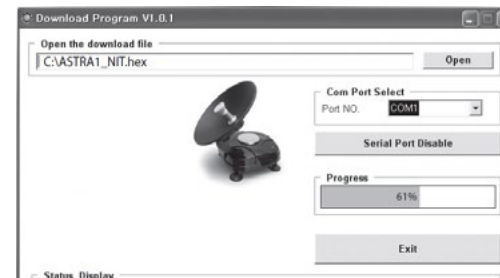 Download Program V1.0.1
Open the download file
C:\ASTRA1_NIT.hex
Open
Com Port Select
Port NO.
COM1
Serial Port Disable
Progress
61%
Exit
Status Display